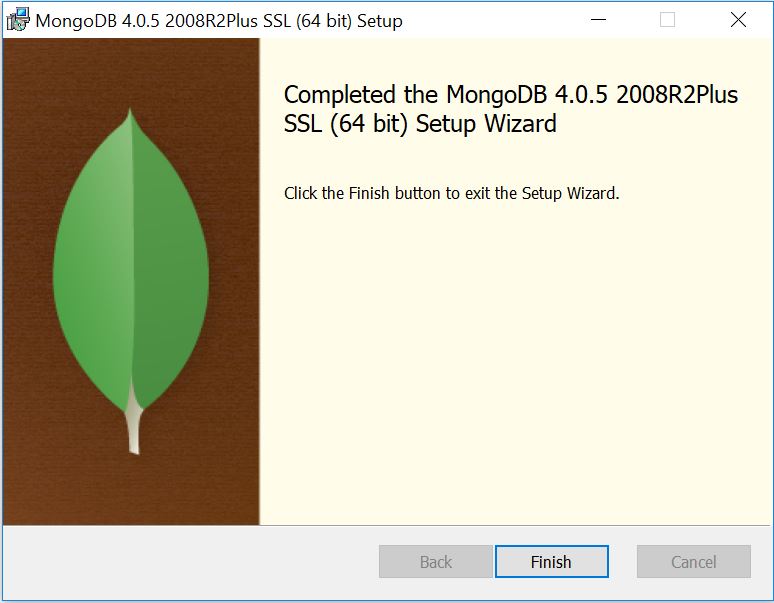 MongoDB 4.0.5 2008R2Plus SSL (64 bit) Setup
Completed the MongoDB 4.0.5 2008R2Plus
SSL (64 bit) Setup Wizard
Click the Finish button to exit the Setup Wizard.
Back
Finish
Cancel